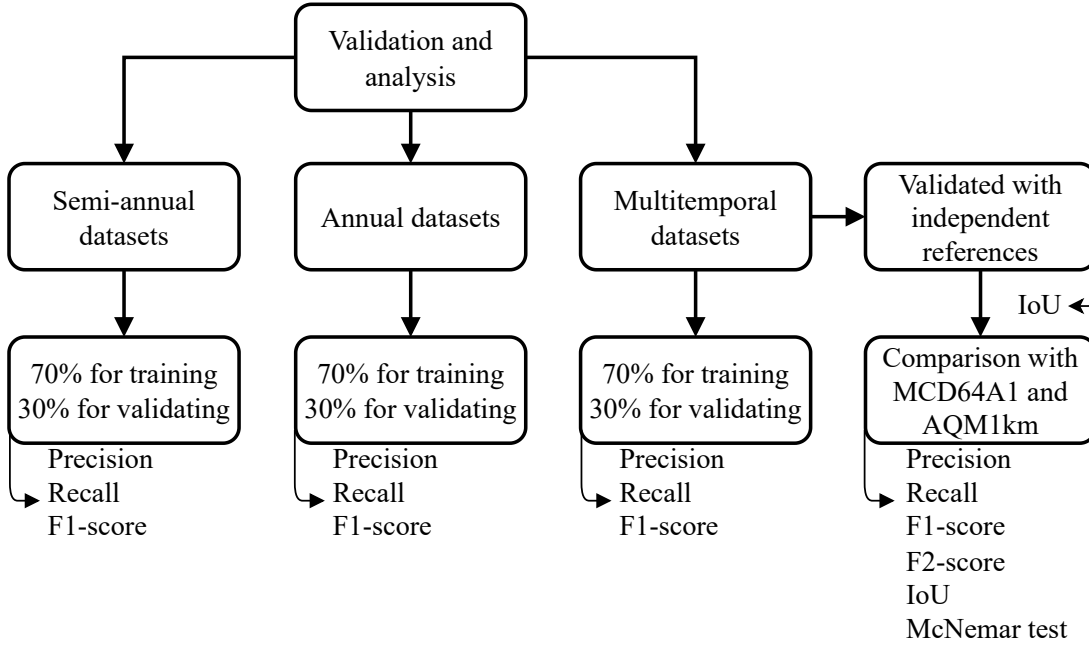 Validation and
analysis
Semi-annual
datasets
Annual datasets
Multitemporal
datasets
Validated with
independent
references
IoU
70% for training
30% for validating
70% for training
30% for validating
70% for training
30% for validating
Comparison with
MCD64A1 and
AQM1km
Precision
Recall
F1-score
Precision
Recall
F1-score
Precision
Recall
F1-score
Precision
Recall
F1-score
F2-score
IoU
McNemar test